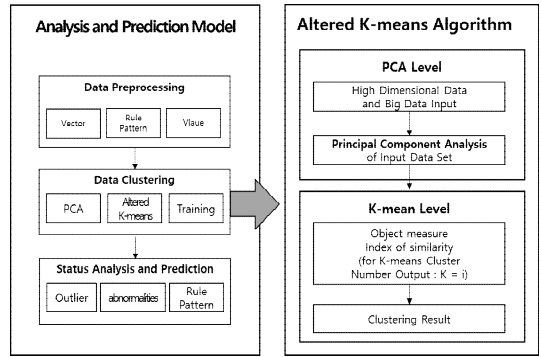 Analysis and Prediction Model
Data Preprocessing
Vector
Rule
Pattern
Vlaue
Data Clustering
PCA
Altered
K-means
Training
Status Analysis and Prediction
Outlier
abnormaities
Rule
Pattern
Altered K-means Algorithm
PCA Level
High Dimensional Data
and Big Data Input
Principal Component Analysis
of Input Data Set
K-mean Level
Object measure
Index of similarity
(for K-means Cluster
Number Output : K = i)
Clustering Result